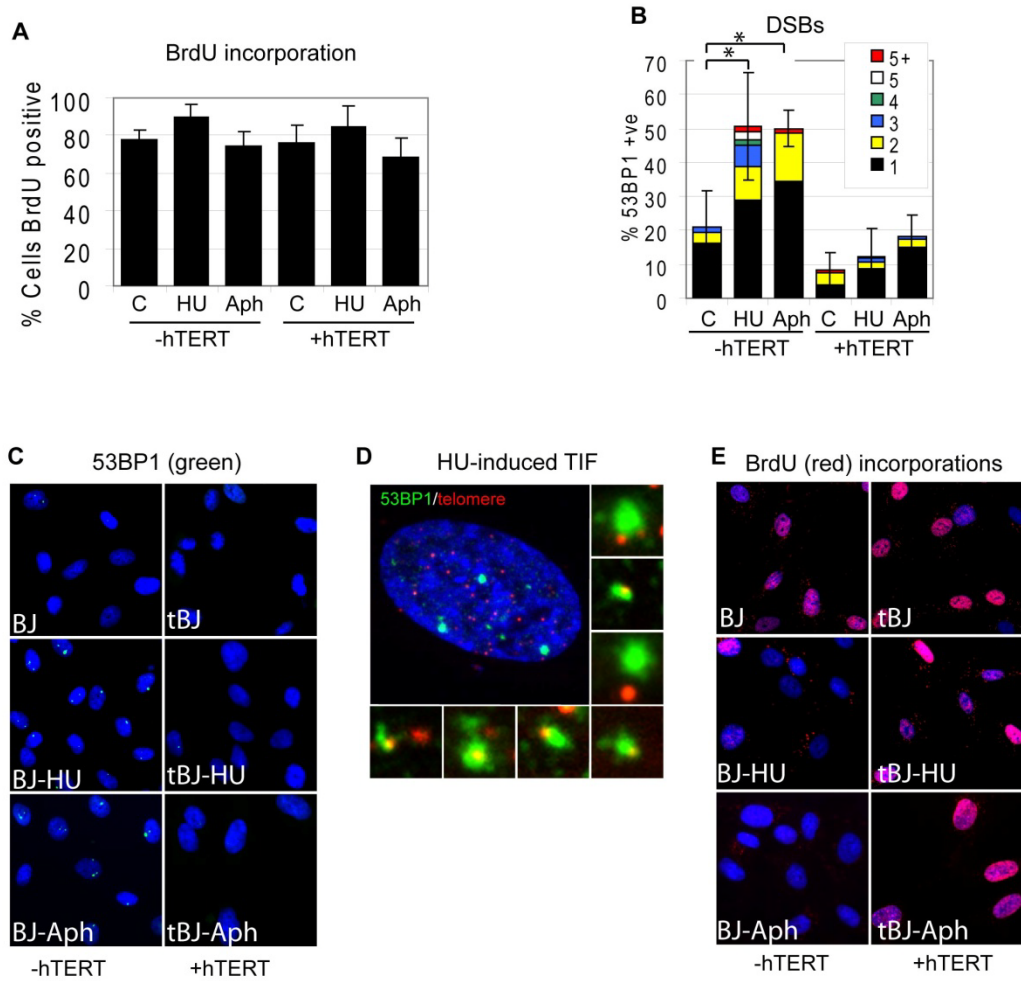 A
BrdU incorporation
% Cells BrdU positive
100
80
60
40
20
0
C HU Aph C HU Aph
-hTERT +hTERT
B
DSBs
* 
*
% 53BP1 +ve
70
60
50
40
30
20
10
0
5+
5
4
3
2
1
C HU Aph C HU Aph
-hTERT +hTERT
C
53BP1 (green)
BJ tBJ
BJ-HU tBJ-HU
BJ-Aph tBJ-Aph
-hTERT +hTERT
D
HU-induced TIF
53BP1/telomere
E
BrdU (red) incorporations
BJ tBJ
BJ-HU tBJ-HU
BJ-Aph tBJ-Aph
-hTERT +hTERT